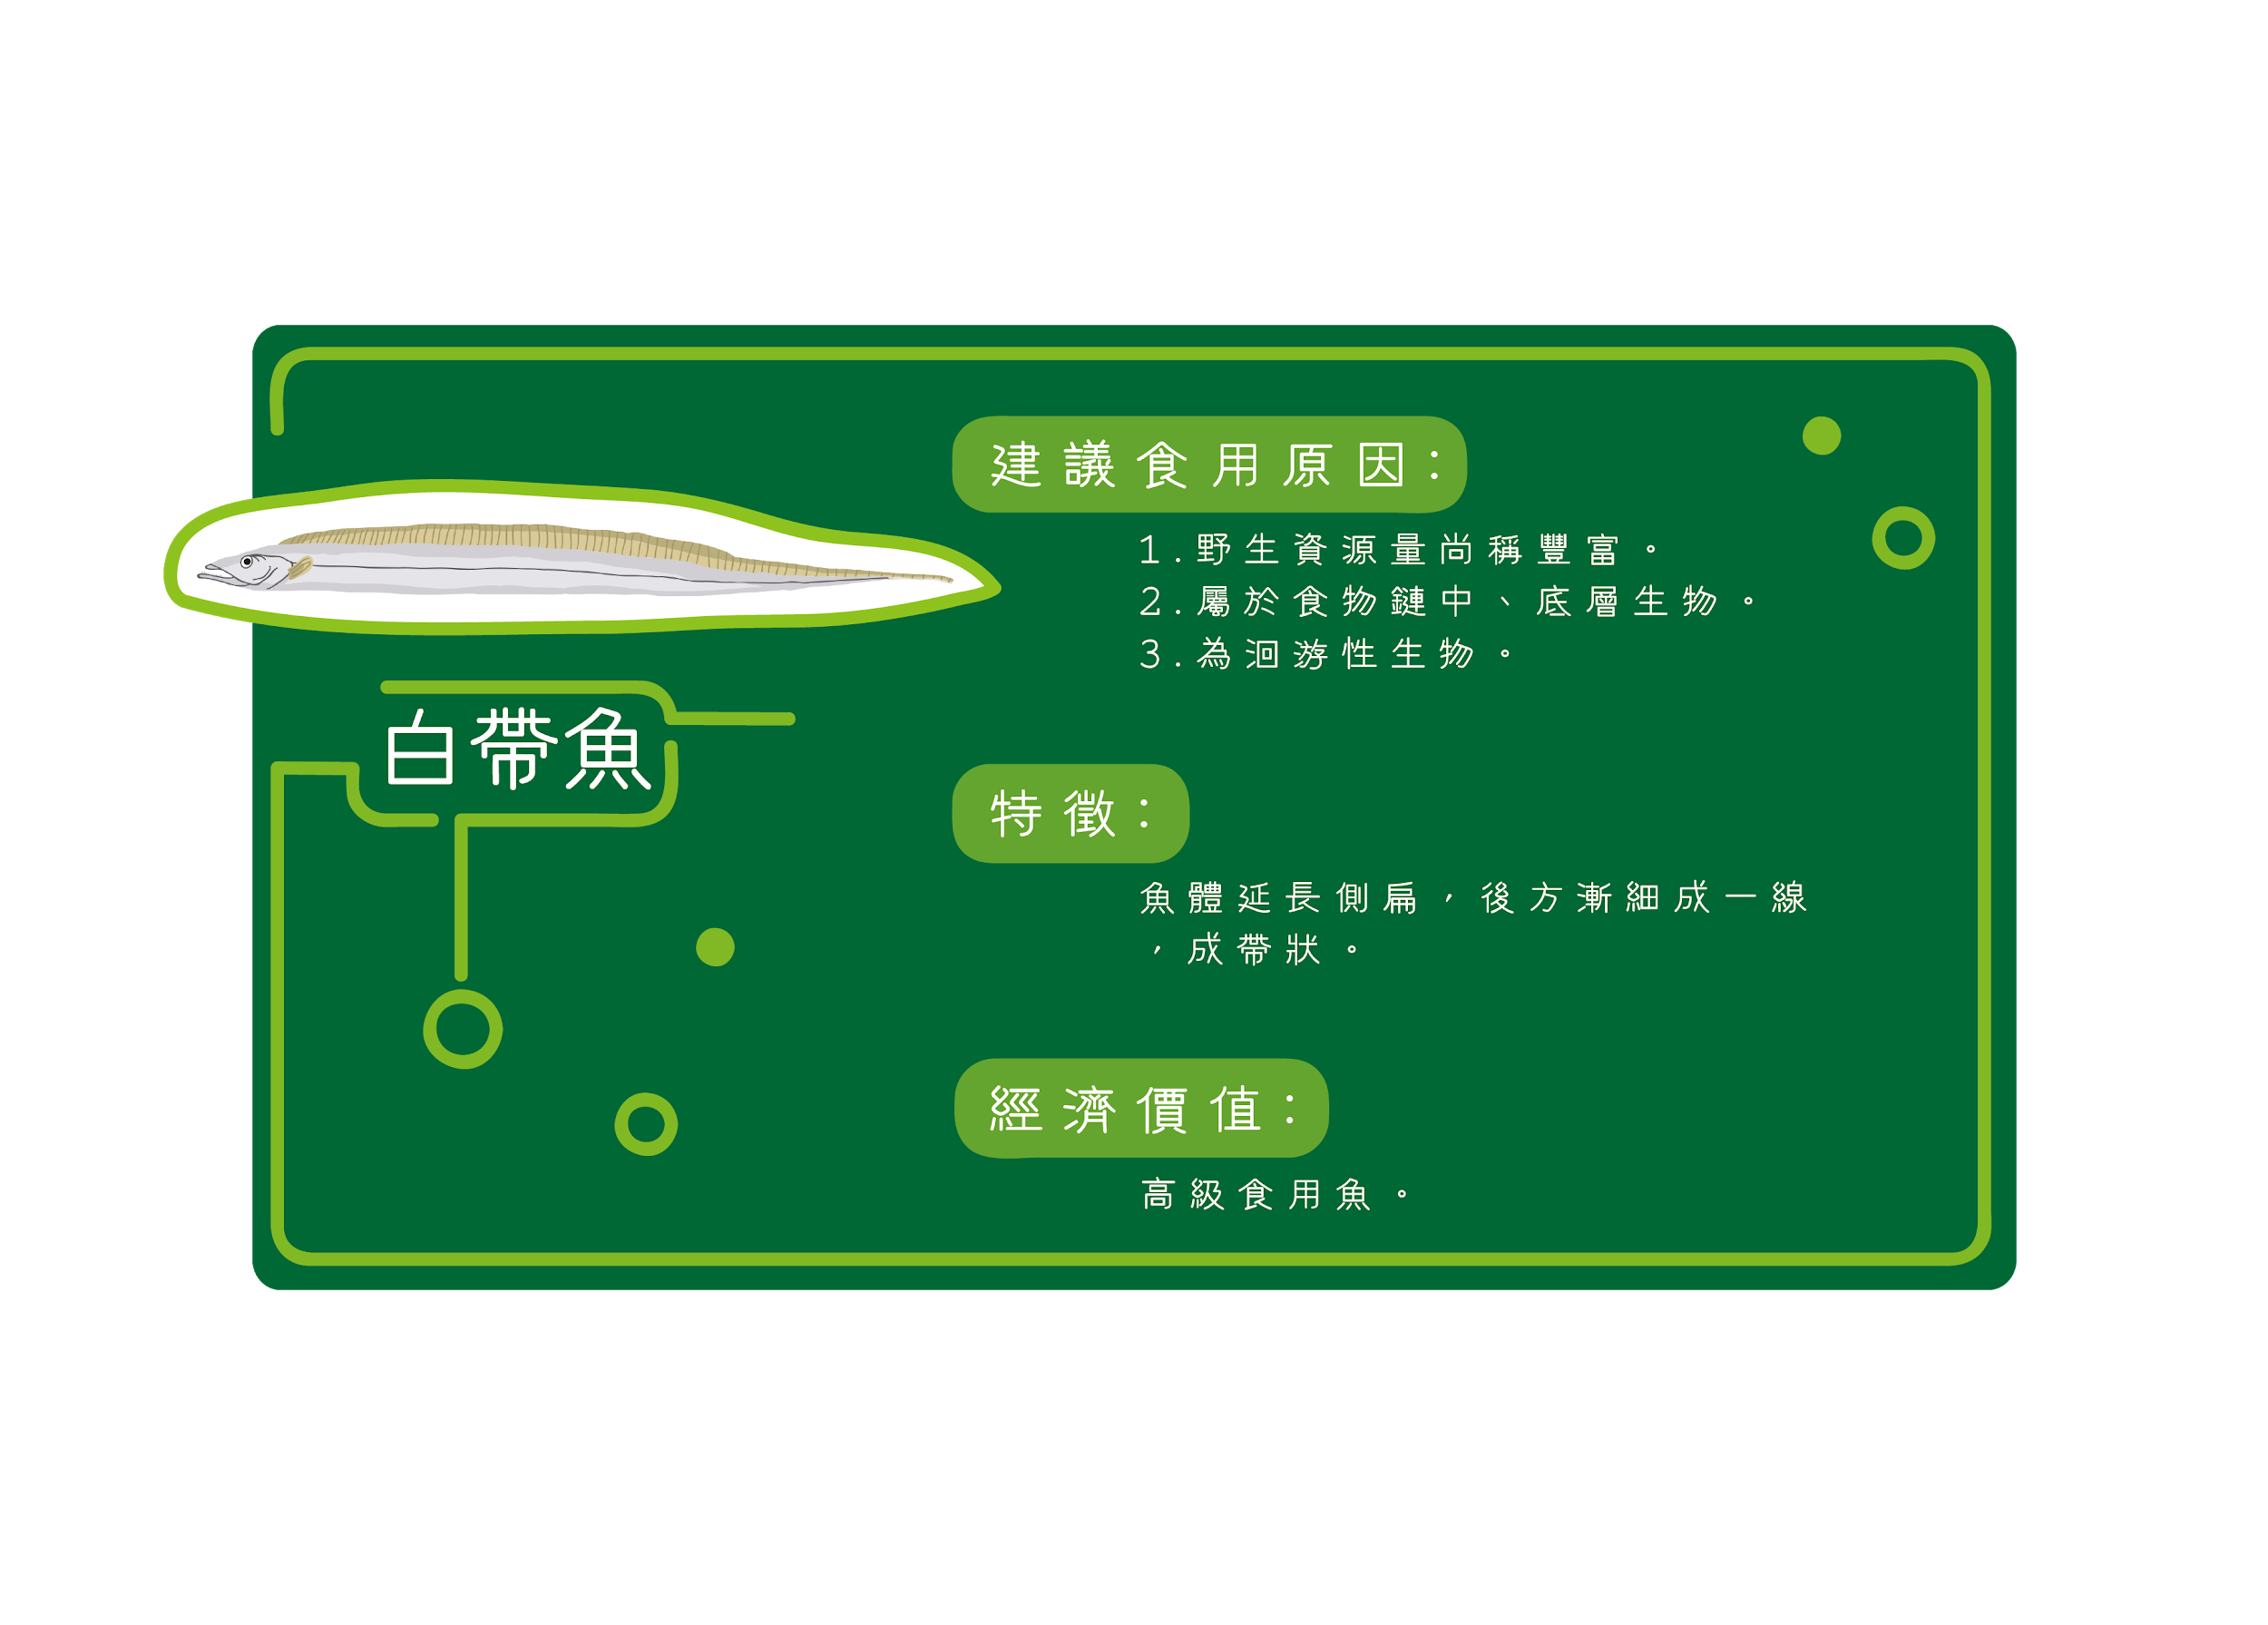 白帶魚
建議食用原因：
1.野生資源量尚稱豐富。
2.屬於食物鏈中、底層生物。
3.為洄游性生物。
特徵：
魚體延長側扁，後方漸細成一線
，成帶狀。
經濟價值：
高級食用魚。